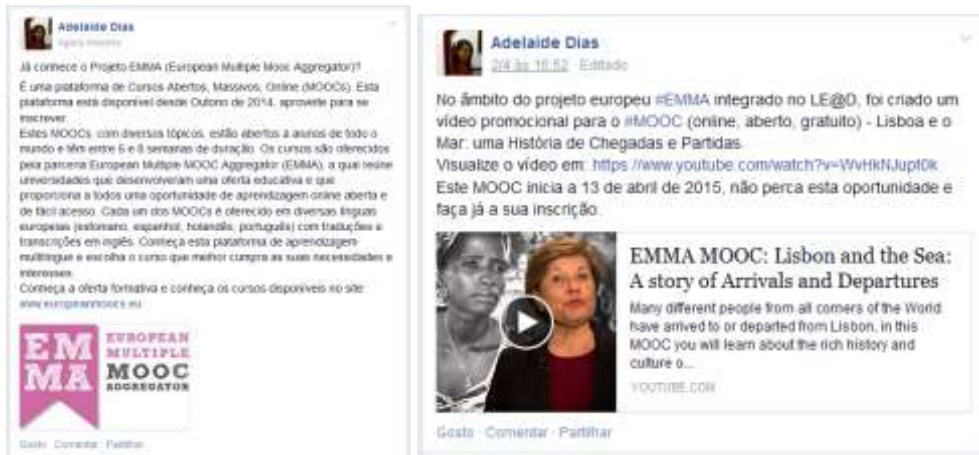 Adelaide Dias
Agora mesmo
Já conhece o Projeto EMMA (European Multiple Mooc Aggregator)?
É uma plataforma de Cursos Abertos, Massivos, Online (MOOCs). Esta
plataforma está disponível desde Outono de 2014, aproveite para se
inscrever.
Estes MOOCs, com diversos tópicos, estão abertos a alunos de todo o
mundo e têm entre 6 e 8 semanas de duração. Os cursos são oferecidos
pela parceria European Multiple MOOC Aggregator (EMMA), a qual reúne
universidades que desenvolveram uma oferta educativa e que
proporciona a todos uma oportunidade de aprendizagem online aberta e
de fácil acesso. Cada um dos MOOCs é oferecido em diversas línguas
europeias (estoniano, espanhol, holandês, português) com traduções e
transcrições em inglês. Conheça esta plataforma de aprendizagem
multilingue e escolha o curso que melhor cumpra as suas necessidades e
interesses.
Conheça a oferta formativa e conheça os cursos disponíveis no site:
www.europeanmoocs.eu
EM
MA
EUROPEAN
MULTIPLE
MOOC
AGGREGATOR
Gosto · Comentar · Partilhar
Adelaide Dias
2/4 às 16:52 · Editado
No âmbito do projeto europeu #EMMA integrado no LE@D, foi criado um
vídeo promocional para o #MOOC (online, aberto, gratuito) - Lisboa e o
Mar: uma História de Chegadas e Partidas.
Visualize o vídeo em: https://www.youtube.com/watch?v=WvHkNJupf0k
Este MOOC inicia a 13 de abril de 2015, não perca esta oportunidade e
faça já a sua inscrição.
EMMA MOOC: Lisbon and the Sea:
A story of Arrivals and Departures
Many different people from all corners of the World
have arrived to or departed from Lisbon, in this
MOOC you will learn about the rich history and
culture o...
YOUTUBE.COM
Gosto · Comentar · Partilhar